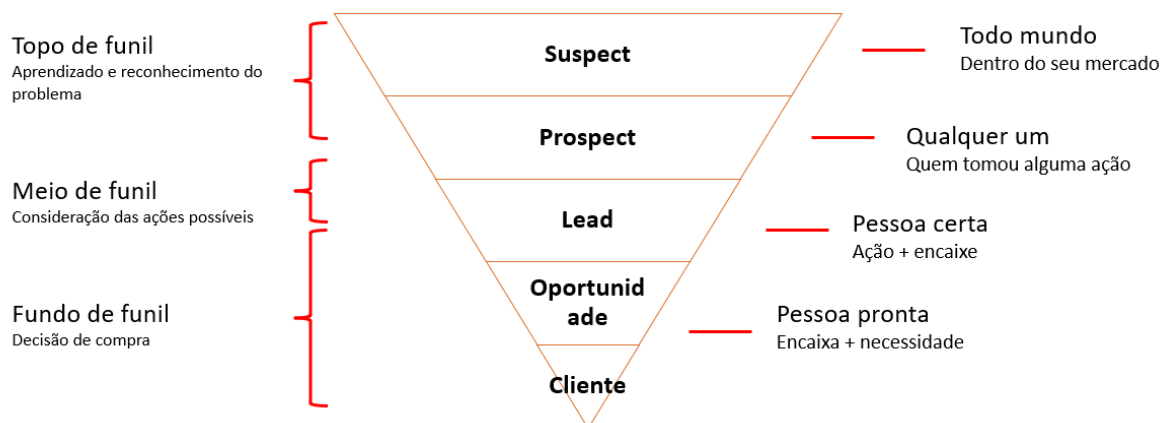 Topo de funil
Aprendizado e reconhecimento do
problema
Meio de funil
Consideração das ações possíveis
Fundo de funil
Decisão de compra
Suspect
Prospect
Lead
Oportunid
ade
Cliente
Todo mundo
Dentro do seu mercado
Qualquer um
Quem tomou alguma ação
Pessoa certa
Ação + encaixe
Pessoa pronta
Encaixa + necessidade